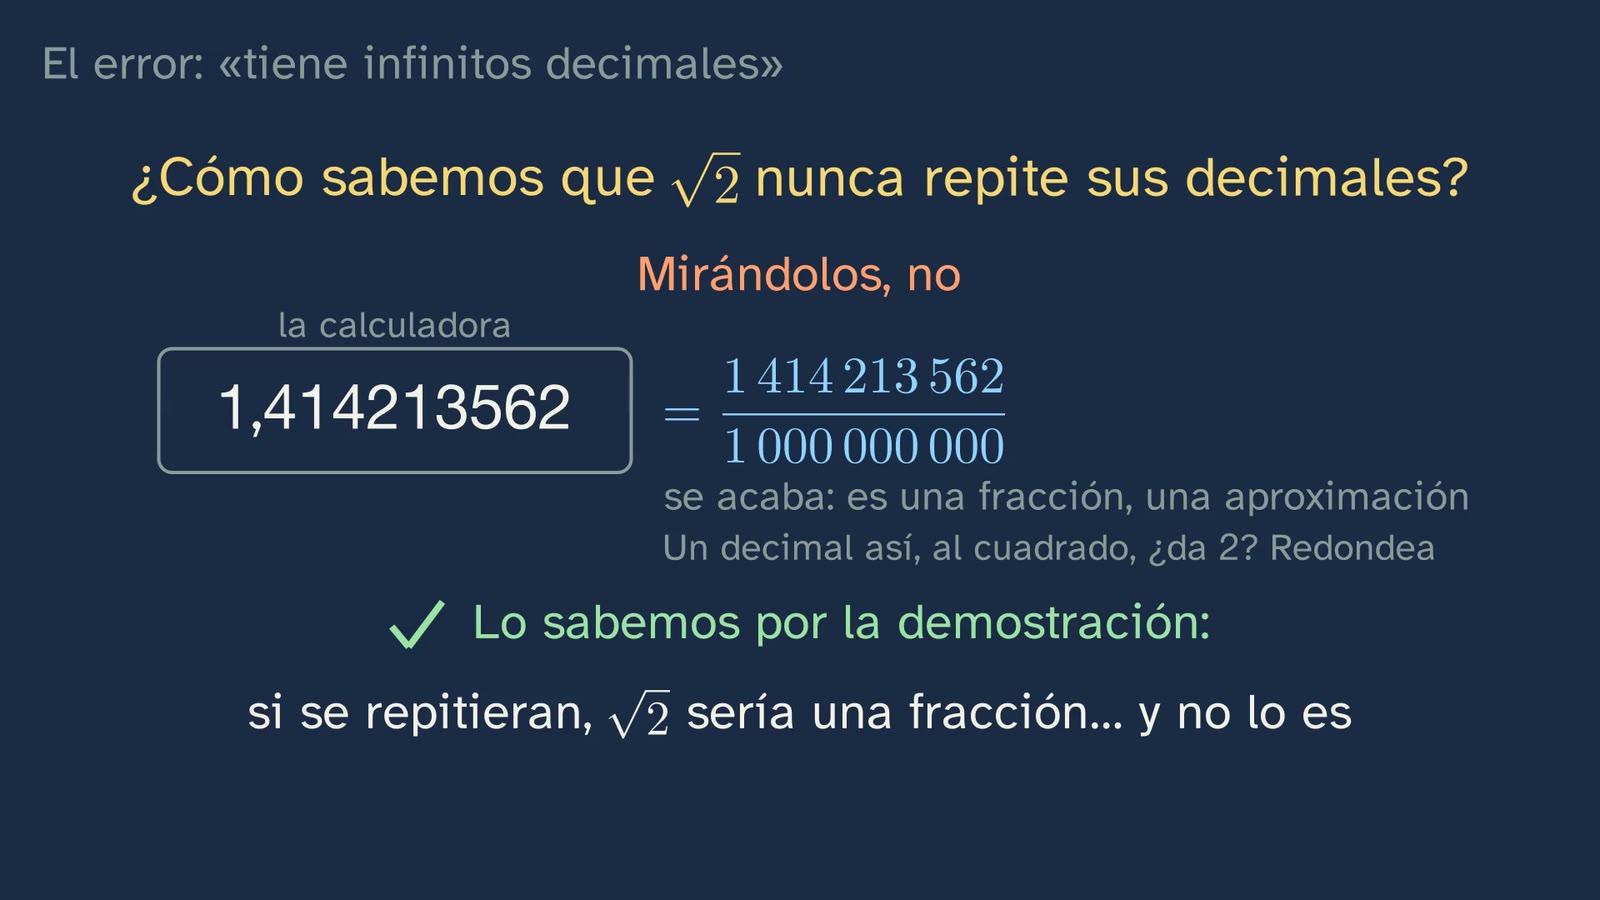 El error: «tiene infinitos decimales»
¿Cómo sabemos que √2 nunca repite sus decimales?
Mirándolos, no
la calculadora
1,414213562
= 1 414 213 562 / 1 000 000 000
se acaba: es una fracción, una aproximación
Un decimal así, al cuadrado, ¿da 2? Redondea
✓ Lo sabemos por la demostración:
si se repitieran, √2 sería una fracción... y no lo es